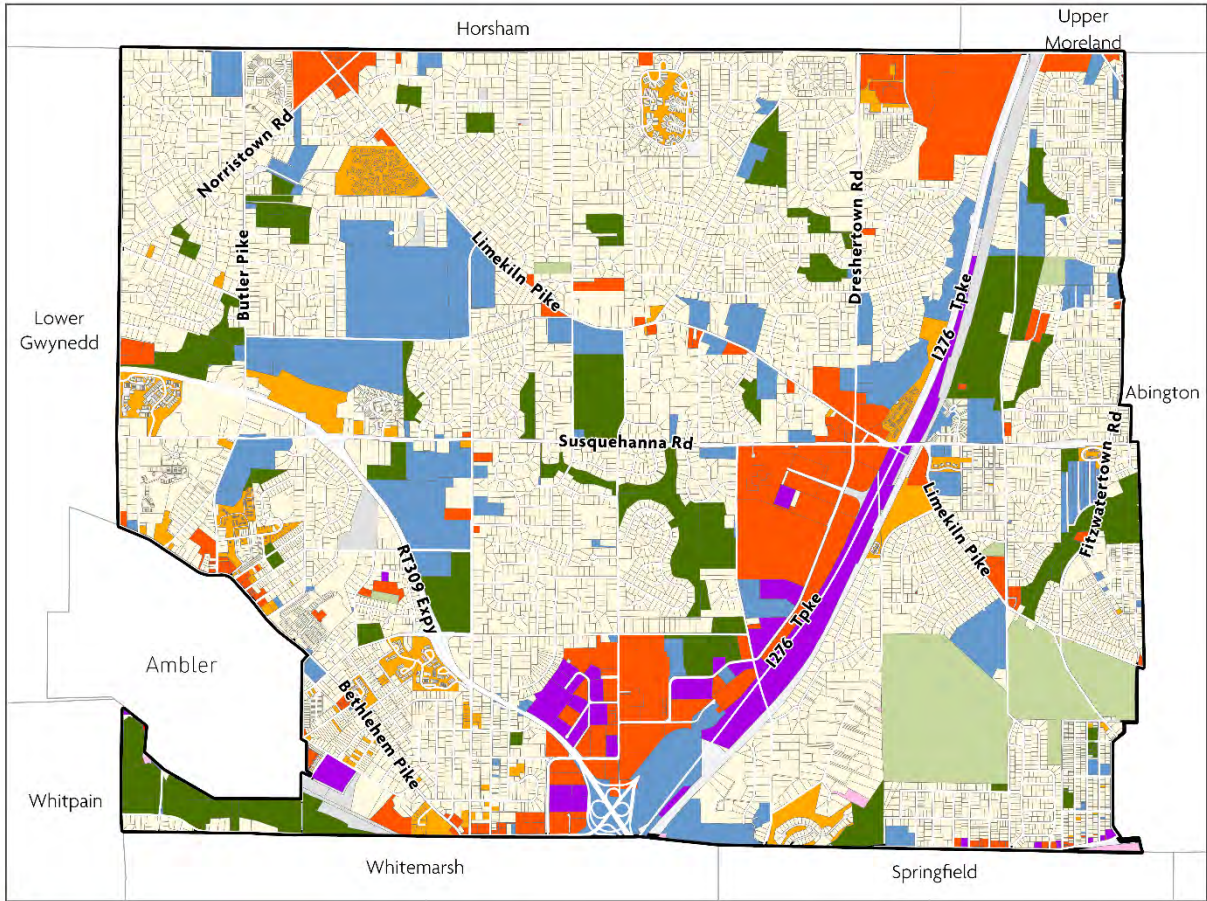 Horsham
Upper
Moreland
Norristown Rd
Butler Pike
Limekiln Pike
Dreshertown Rd
I276 Tpke
Lower
Gwynedd
Abington
Susquehanna Rd
Limekiln Pike
Fitzwatertown Rd
RT309 Expy
I276 Tpke
Ambler
Bethlehem Pike
Whitpain
Whitemarsh
Springfield